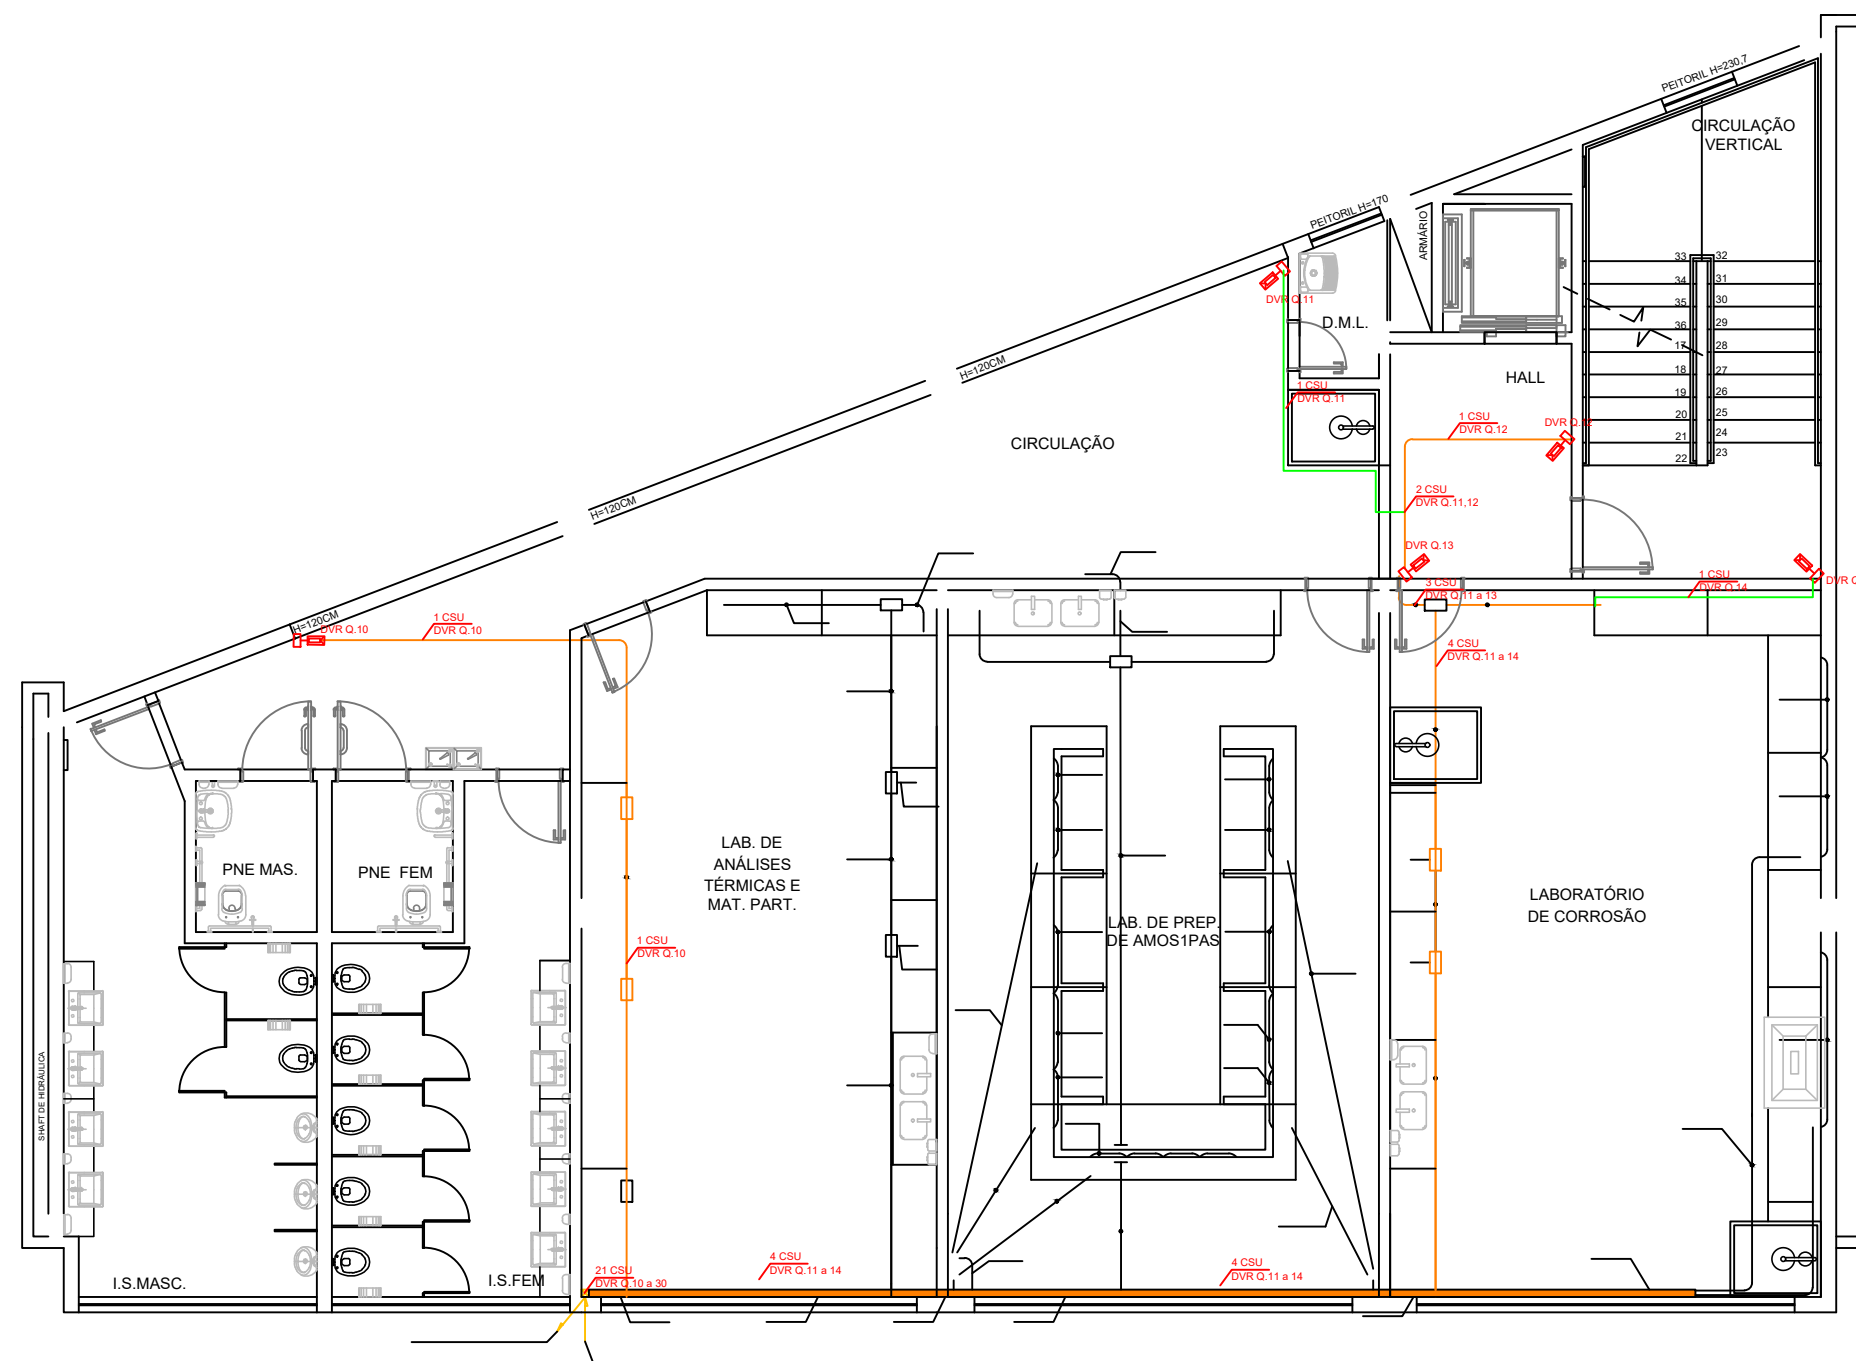 PEITORIL H=230,7
CIRCULAÇÃO
VERTICAL
PEITORIL H=170
ARMÁRIO
33
32
34
31
35
30
36
29
17
28
18
27
19
26
20
25
21
24
22
23
DVR Q.11
D.M.L.
HALL
H=120CM
1 CSU
DVR Q.11
1 CSU
DVR Q.12
DVR Q.12
CIRCULAÇÃO
2 CSU
DVR Q.11,12
H=120CM
DVR Q.13
3 CSU
DVR Q.11 a 13
1 CSU
DVR Q.14
DVR Q
H=120CM
DVR Q.10
1 CSU
DVR Q.10
4 CSU
DVR Q.11 a 14
PNE MAS.
PNE FEM
LAB. DE
ANÁLISES
TÉRMICAS E
MAT. PART.
LAB. DE PREP.
DE AMOS1PAS
LABORATÓRIO
DE CORROSÃO
1 CSU
DVR Q.10
SHAFT DE HIDRÁULICA
I.S.MASC.
I.S.FEM
21 CSU
DVR Q.10 a 30
4 CSU
DVR Q.11 a 14
4 CSU
DVR Q.11 a 14